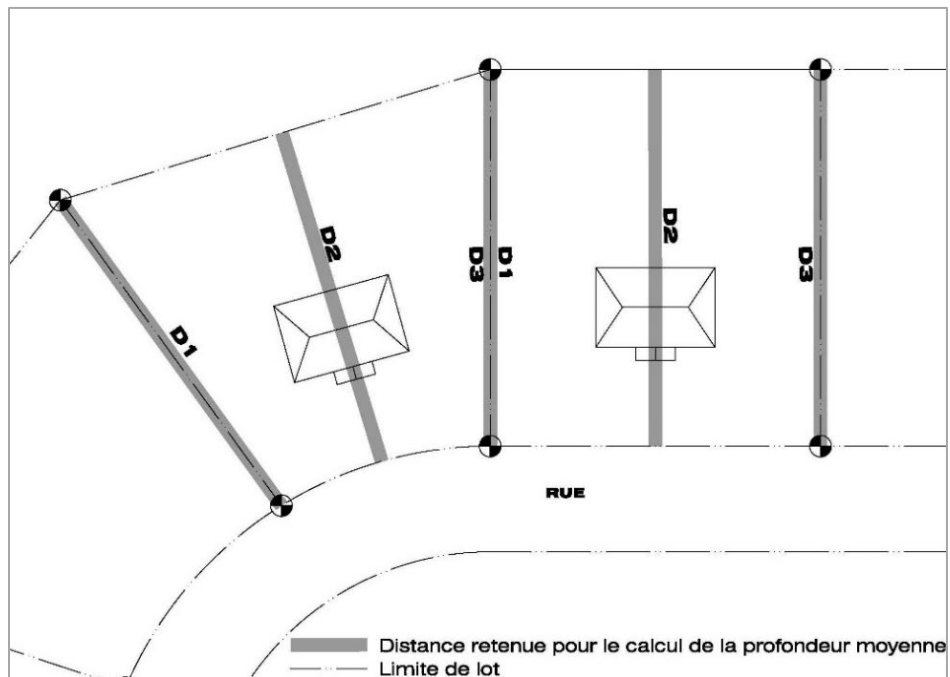 D1
D2
D3
D1
D2
D3
RUE
Distance retenue pour le calcul de la profondeur moyenne
Limite de lot